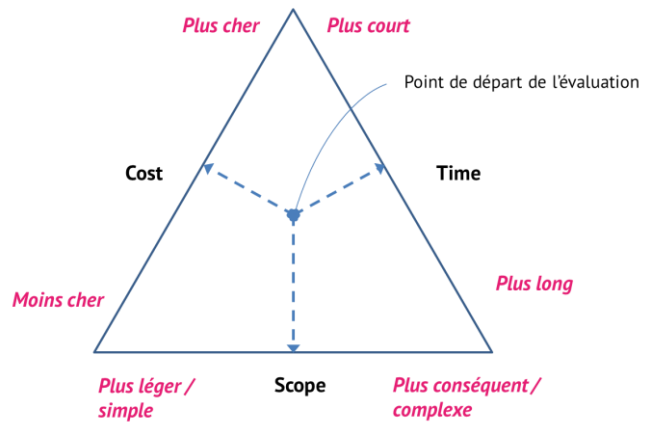 Plus cher
Plus court
Point de départ de l'évaluation
Cost
Time
Plus long
Moins cher
Plus léger /
simple
Scope
Plus conséquent /
complexe